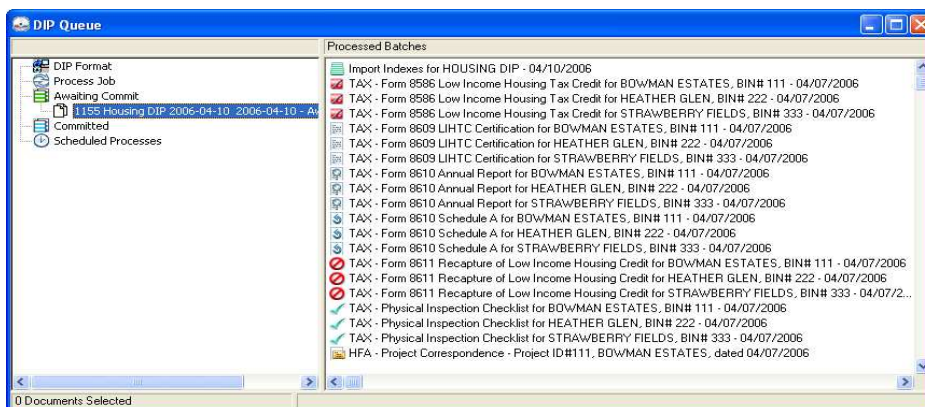 DIP Queue
Processed Batches
DIP Format
Process Job
Awaiting Commit
1155 Housing DIP 2006-04-10 2006-04-10 - Aw
Committed
Scheduled Processes
Import Indexes for HOUSING DIP - 04/10/2006
TAX - Form 8586 Low Income Housing Tax Credit for BOWMAN ESTATES, BIN# 111 - 04/07/2006
TAX - Form 8586 Low Income Housing Tax Credit for HEATHER GLEN, BIN# 222 - 04/07/2006
TAX - Form 8586 Low Income Housing Tax Credit for STRAWBERRY FIELDS, BIN# 333 - 04/07/2006
TAX - Form 8609 LIHTC Certification for BOWMAN ESTATES, BIN# 111 - 04/07/2006
TAX - Form 8609 LIHTC Certification for HEATHER GLEN, BIN# 222 - 04/07/2006
TAX - Form 8609 LIHTC Certification for STRAWBERRY FIELDS, BIN# 333 - 04/07/2006
TAX - Form 8610 Annual Report for BOWMAN ESTATES, BIN# 111 - 04/07/2006
TAX - Form 8610 Annual Report for HEATHER GLEN, BIN# 222 - 04/07/2006
TAX - Form 8610 Annual Report for STRAWBERRY FIELDS, BIN# 333 - 04/07/2006
TAX - Form 8610 Schedule A for BOWMAN ESTATES, BIN# 111 - 04/07/2006
TAX - Form 8610 Schedule A for HEATHER GLEN, BIN# 222 - 04/07/2006
TAX - Form 8610 Schedule A for STRAWBERRY FIELDS, BIN# 333 - 04/07/2006
TAX - Form 8611 Recapture of Low Income Housing Credit for BOWMAN ESTATES, BIN# 111 - 04/07/2006
TAX - Form 8611 Recapture of Low Income Housing Credit for HEATHER GLEN, BIN# 222 - 04/07/2006
TAX - Form 8611 Recapture of Low Income Housing Credit for STRAWBERRY FIELDS, BIN# 333 - 04/07/2...
TAX - Physical Inspection Checklist for BOWMAN ESTATES, BIN# 111 - 04/07/2006
TAX - Physical Inspection Checklist for HEATHER GLEN, BIN# 222 - 04/07/2006
TAX - Physical Inspection Checklist for STRAWBERRY FIELDS, BIN# 333 - 04/07/2006
HFA - Project Correspondence - Project ID#111, BOWMAN ESTATES, dated 04/07/2006
0 Documents Selected